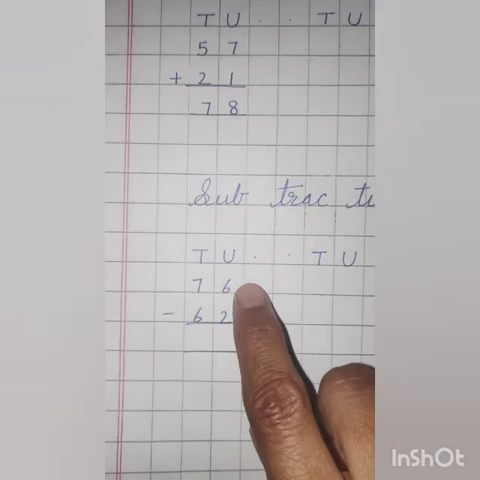 T U . . T U
5 7
+ 2 1
7 8
Sub trac
T U . . T U
7 6
- 6 2
InShOt